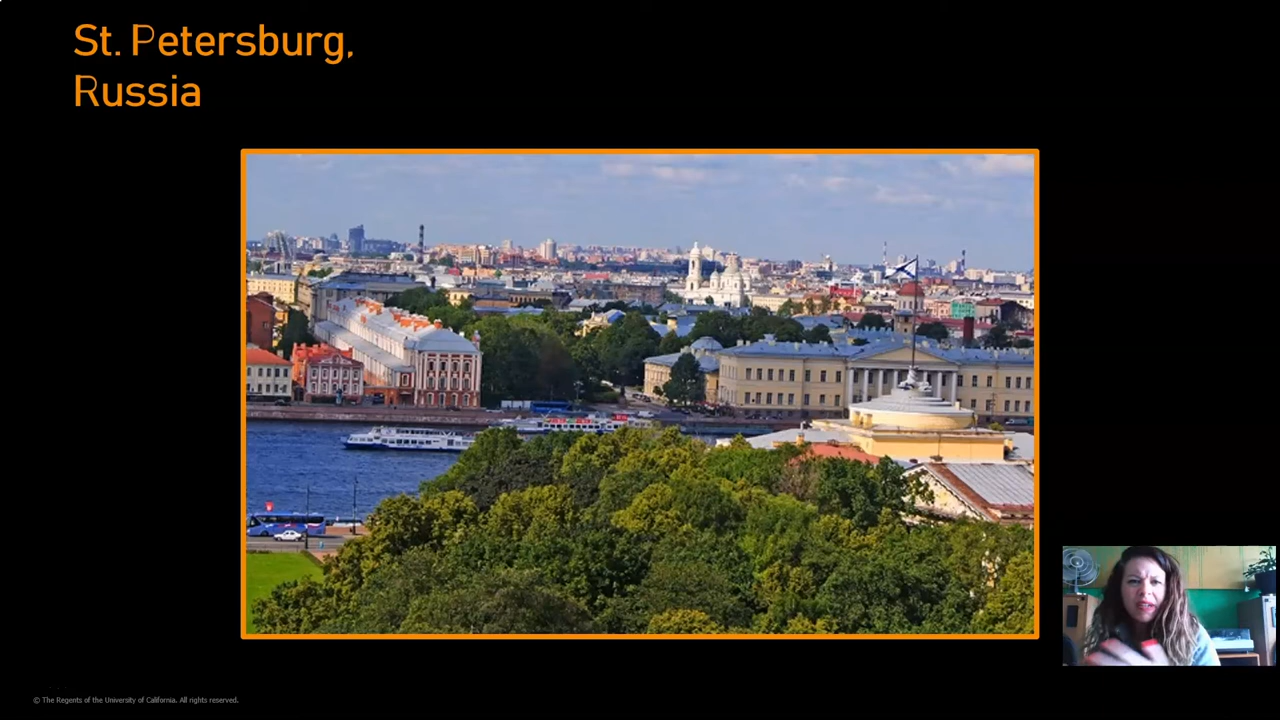 St. Petersburg,
Russia
© The Regents of the University of California. All rights reserved.